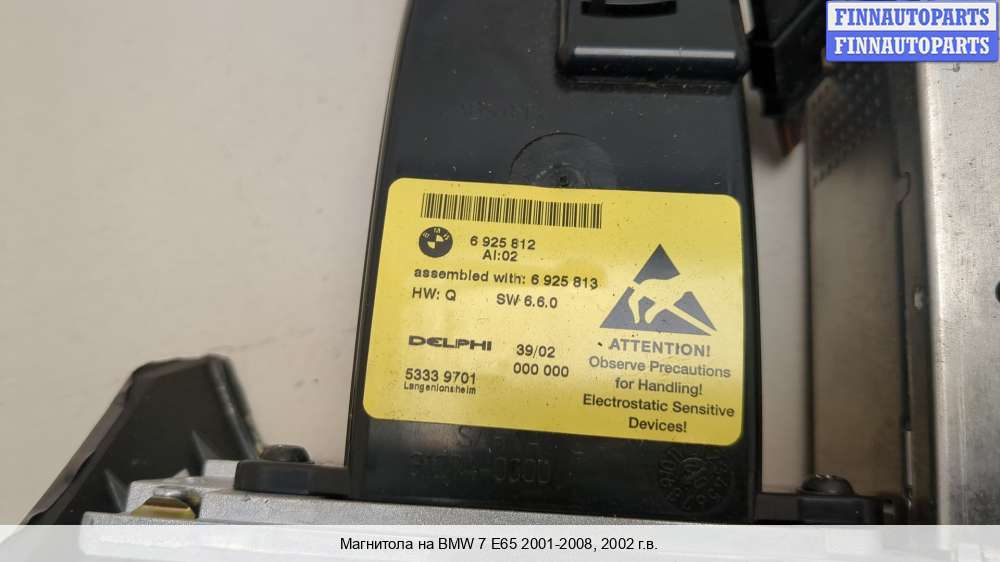 FINNAUTOPARTS
FINNAUTOPARTS
BMW
6 925 812
AI:02
assembled with: 6 925 813
HW: Q SW 6.6.0
DELPHI 39/02
000 000
5333 9701
Langenlonsheim
ATTENTION!
Observe Precautions
for Handling!
Electrostatic Sensitive
Devices!
Магнитола на BMW 7 E65 2001-2008, 2002 г.в.